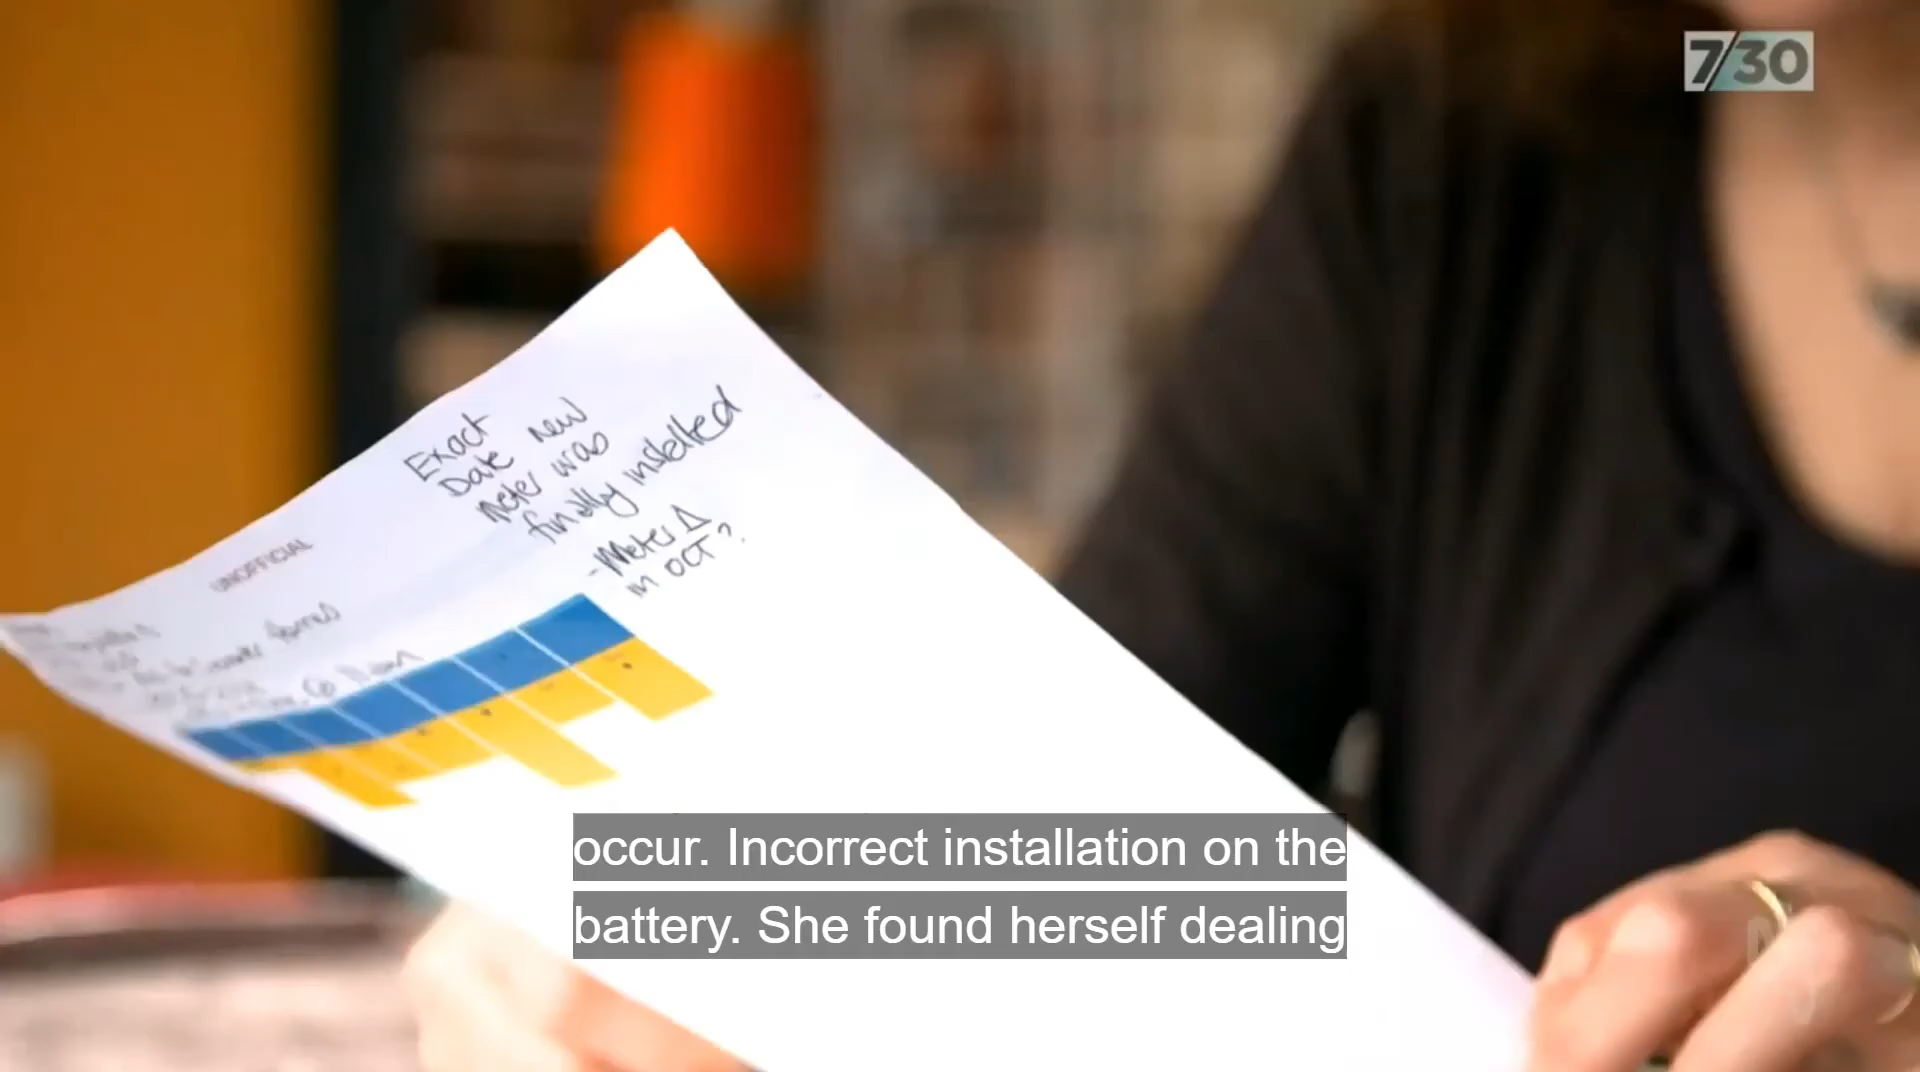 7/30
Exact
Date new
meter was
finally installed
- Meter Δ
in OCT?
UNOFFICIAL
occur. Incorrect installation on the
battery. She found herself dealing